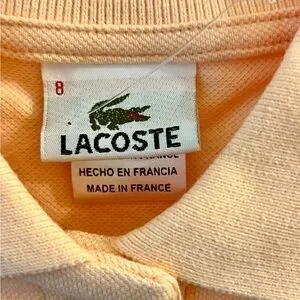 8
LACOSTE
HECHO EN FRANCIA
MADE IN FRANCE